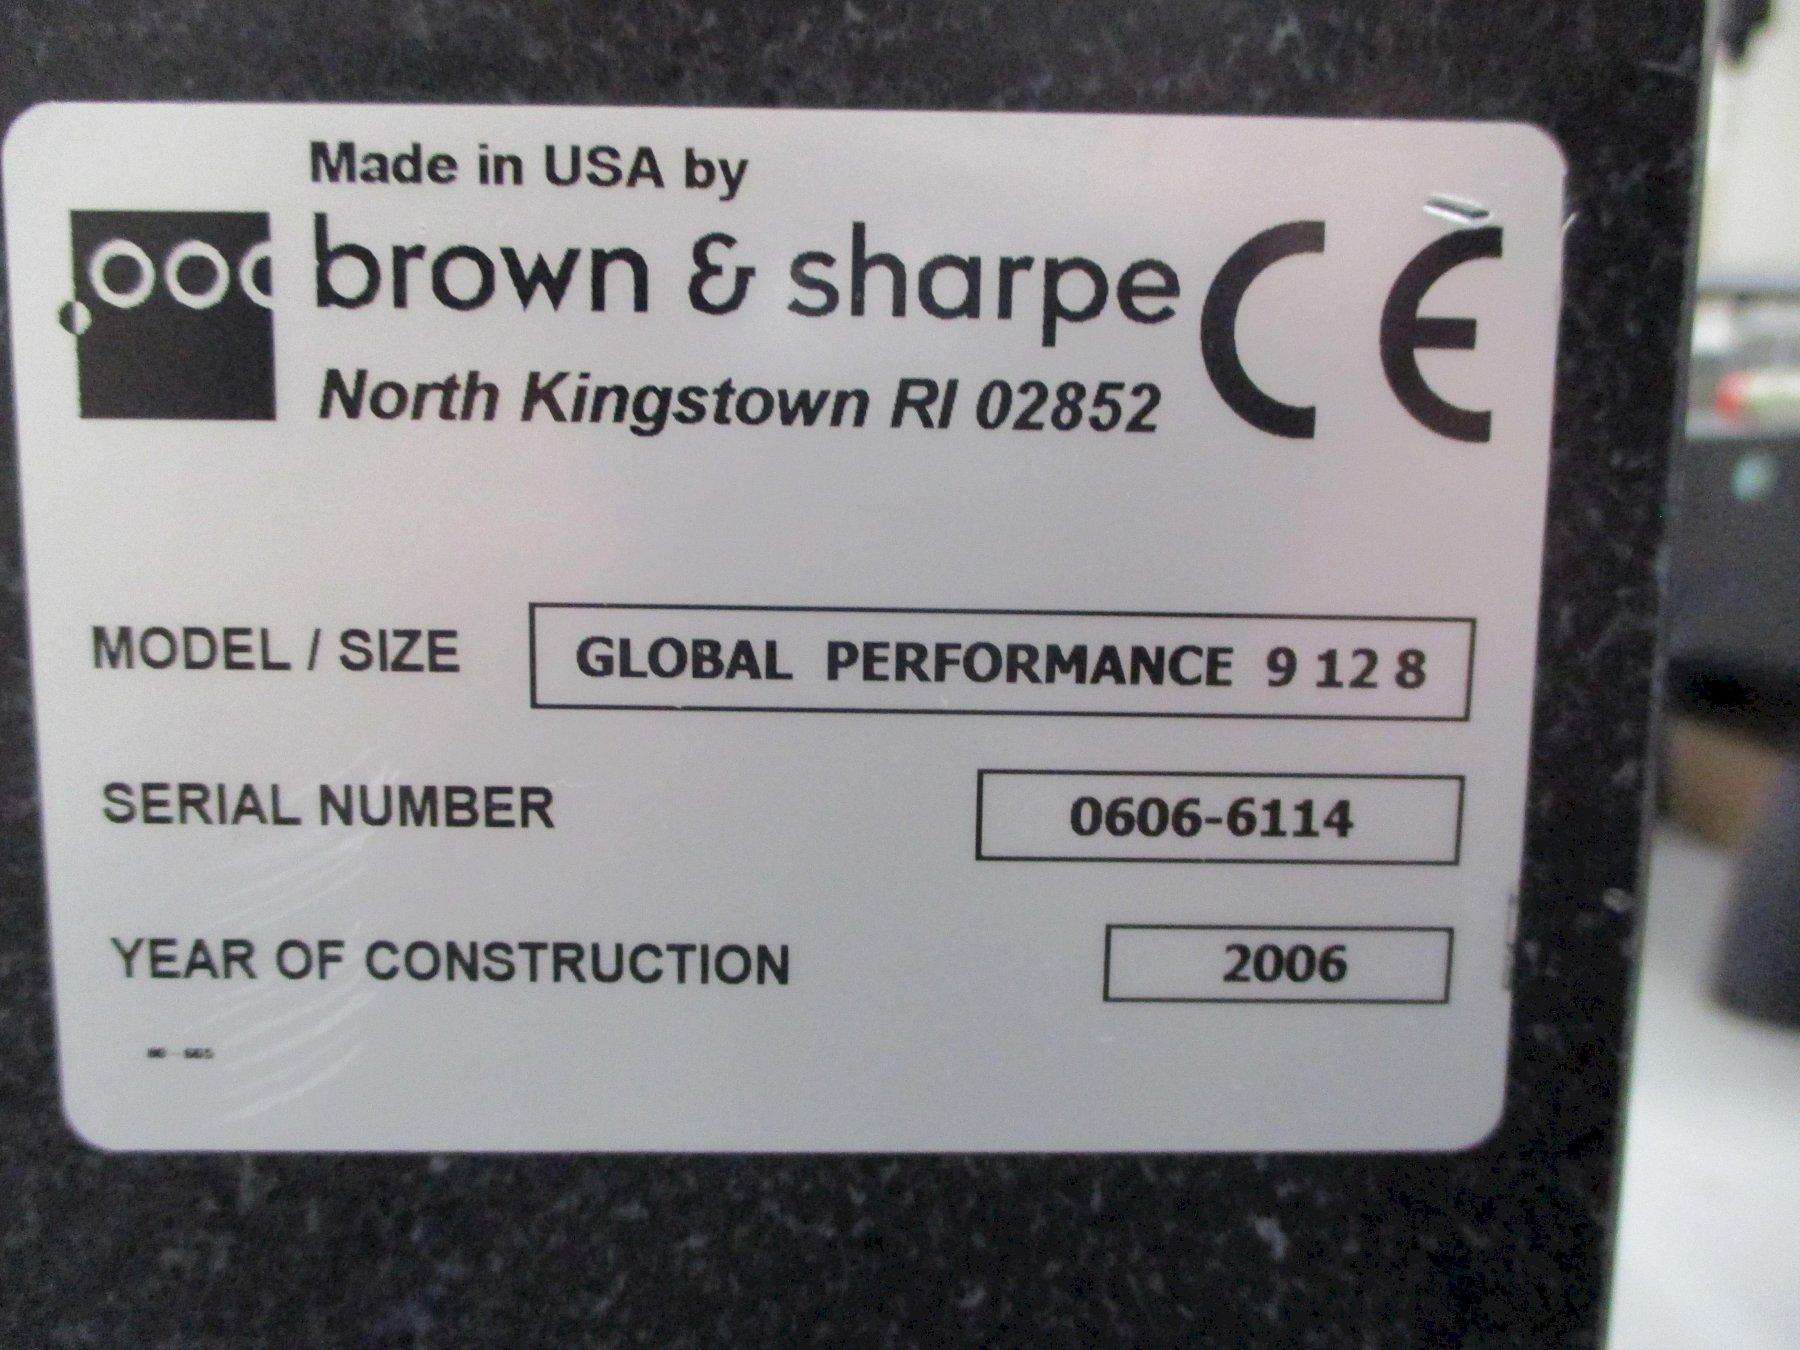 Made in USA by
brown & sharpe CE
North Kingstown RI 02852
MODEL / SIZE GLOBAL PERFORMANCE 9 12 8
SERIAL NUMBER 0606-6114
YEAR OF CONSTRUCTION 2006